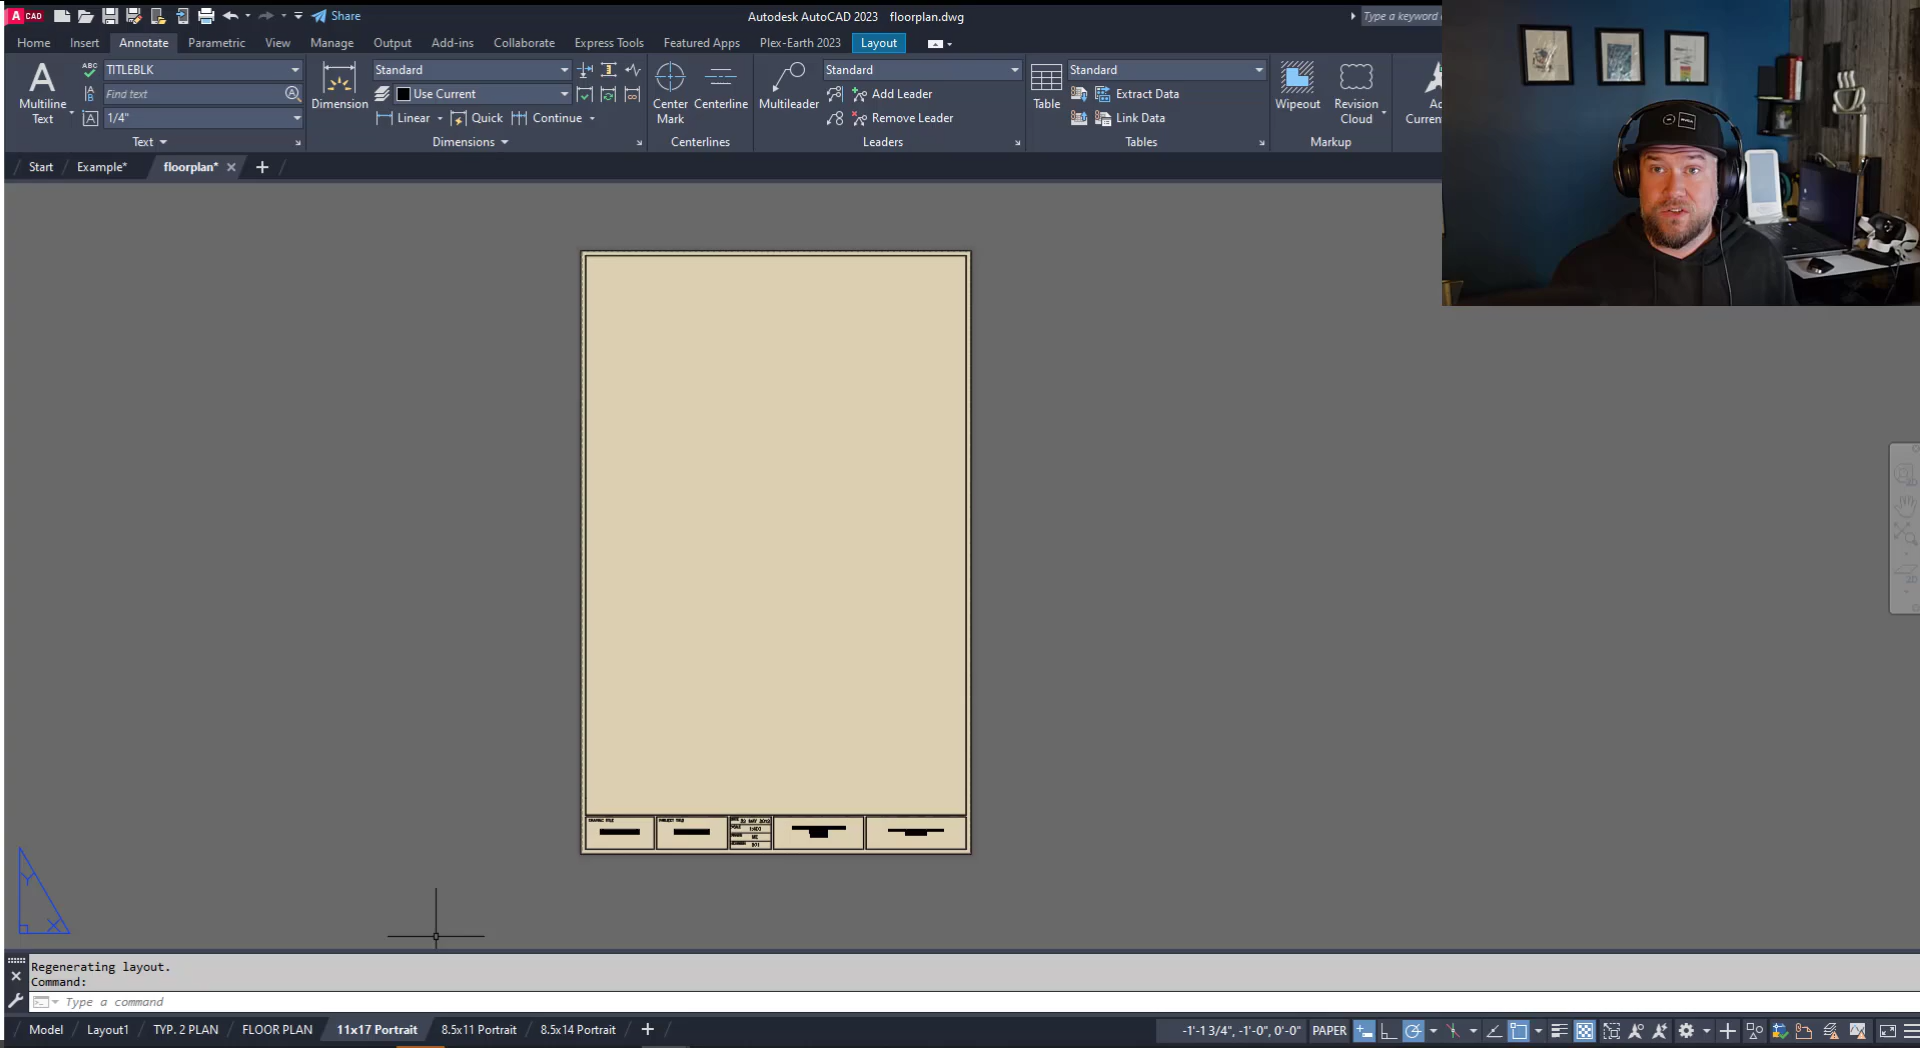 A CAD
Share
Autodesk AutoCAD 2023 floorplan.dwg
Type a keyword
Home Insert Annotate Parametric View Manage Output Add-ins Collaborate Express Tools Featured Apps Plex-Earth 2023 Layout
Multiline Text
ABC
TITLEBLK
Find text
1/4"
Text
Dimension
Standard
Use Current
Linear Quick Continue
Dimensions
Center Mark
Centerline
Centerlines
Multileader
Standard
Add Leader
Remove Leader
Leaders
Table
Standard
Extract Data
Link Data
Tables
Wipeout
Revision Cloud
Markup
Current
Start Example* floorplan*
Y
X
Regenerating layout.
Command:
Type a command
Model Layout1 TYP. 2 PLAN FLOOR PLAN 11x17 Portrait 8.5x11 Portrait 8.5x14 Portrait
-1'-1 3/4", -1'-0", 0'-0" PAPER